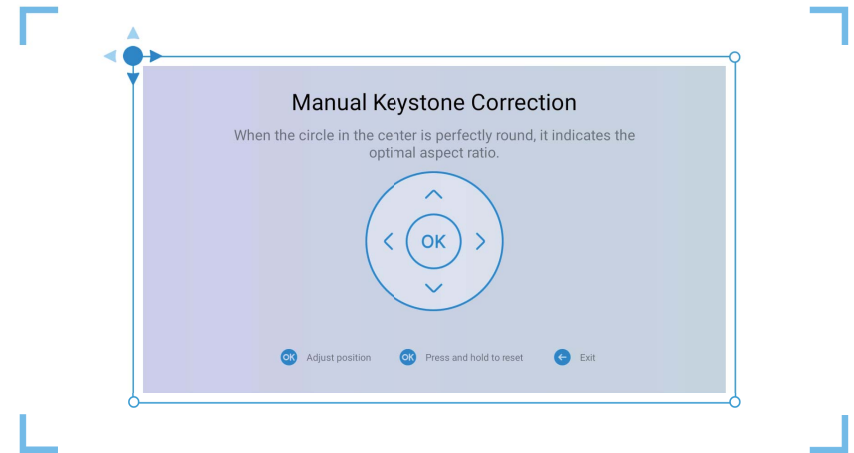 Manual Keystone Correction
When the circle in the center is perfectly round, it indicates the
optimal aspect ratio.
OK
OK Adjust position OK Press and hold to reset Exit